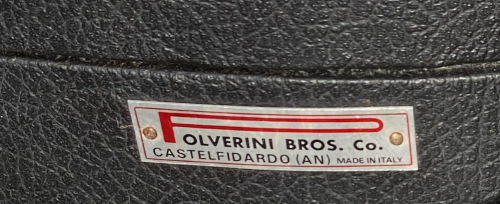 POLVERINI BROS. Co.
CASTELFIDARDO (AN) MADE IN ITALY